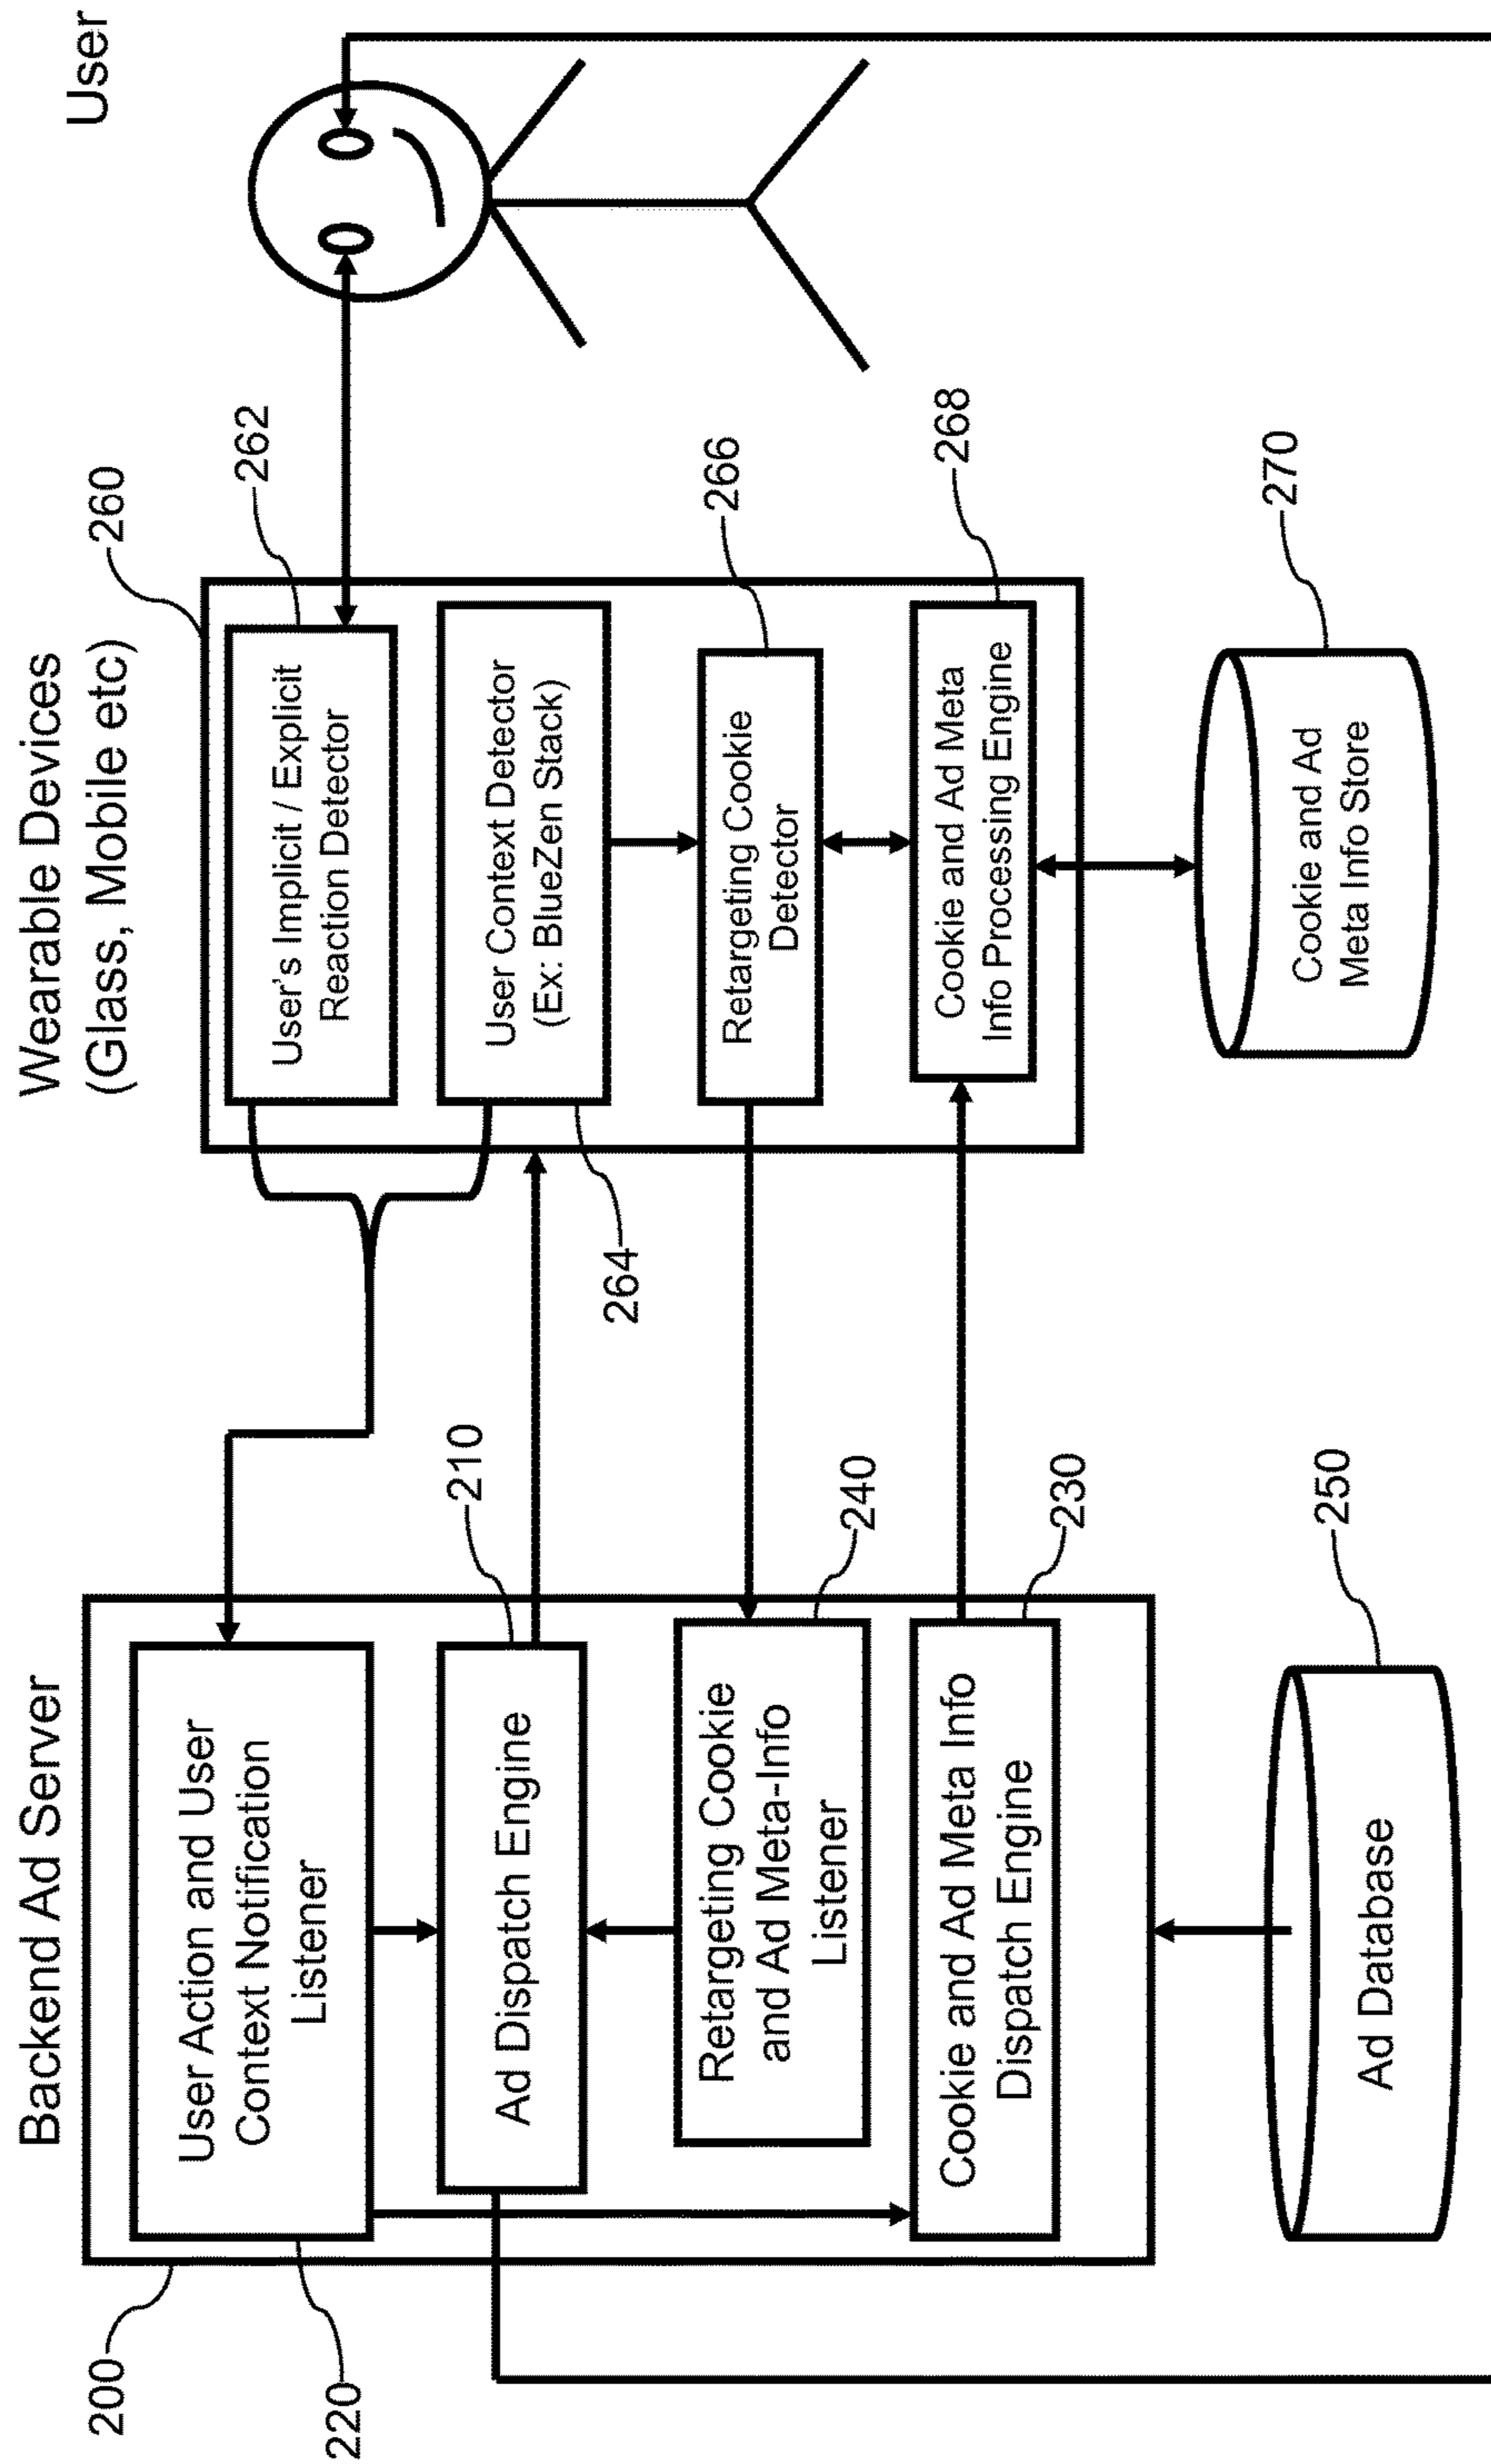 Backend Ad Server
200
220
User Action and User
Context Notification
Listener
Ad Dispatch Engine
210
Retargeting Cookie
and Ad Meta-Info
Listener
240
Cookie and Ad Meta Info
Dispatch Engine
230
Ad Database
250
Wearable Devices
(Glass, Mobile etc)
260
User's Implicit / Explicit
Reaction Detector
262
User Context Detector
(Ex: BlueZen Stack)
264
Retargeting Cookie
Detector
266
Cookie and Ad Meta
Info Processing Engine
268
Cookie and Ad
Meta Info Store
270
User